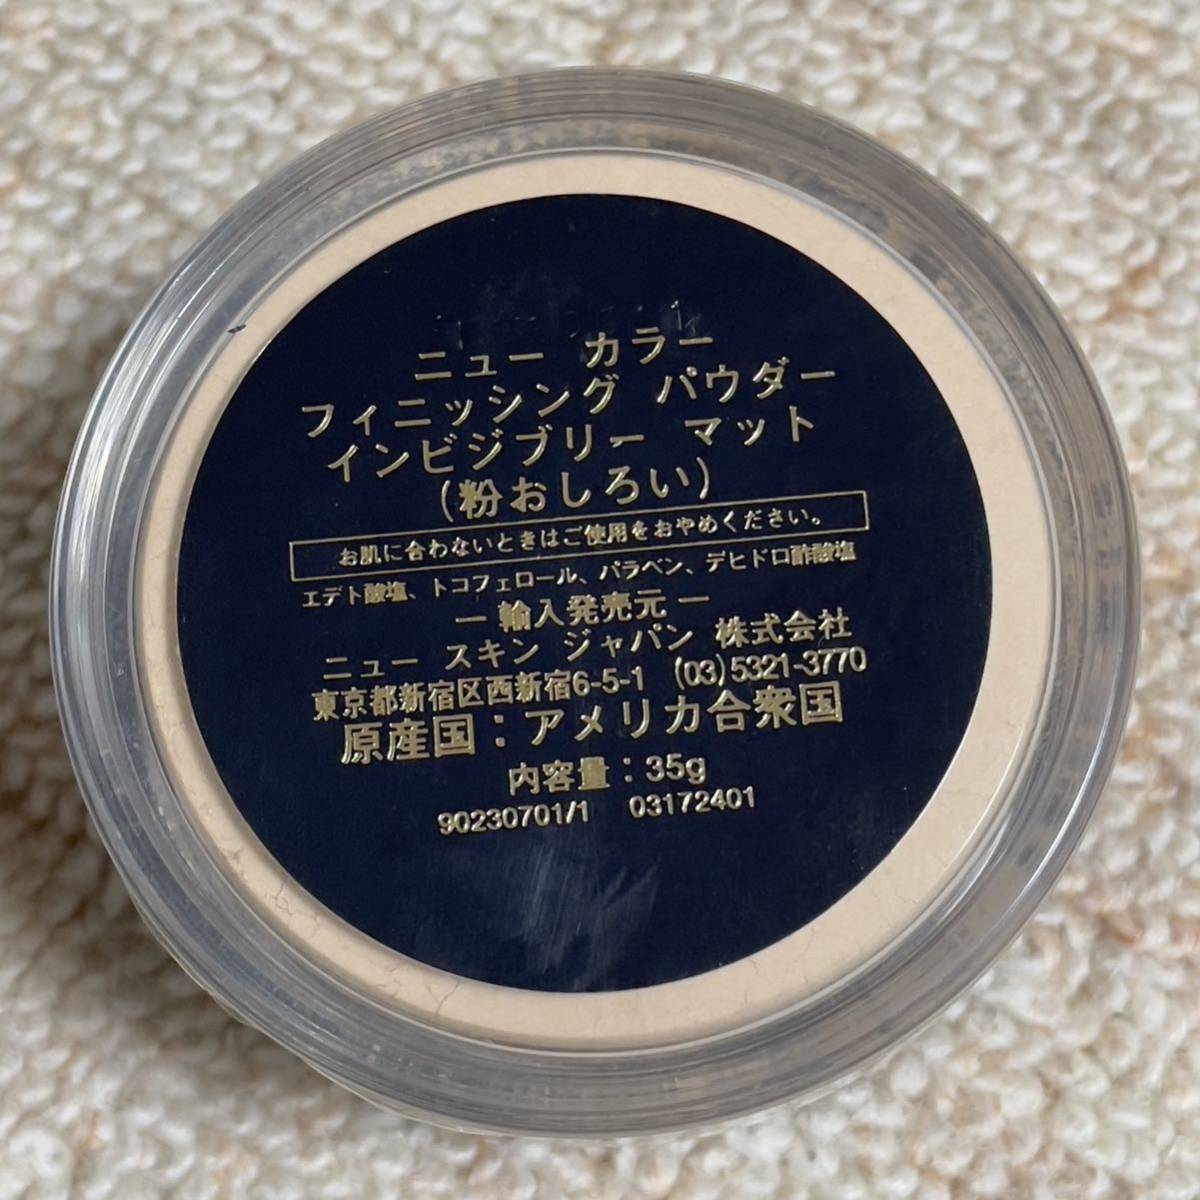 ニュー カラー
フィニッシング パウダー
インビジブリー マット
(粉おしろい)
お肌に合わないときはご使用をおやめください。
エデト酸塩、トコフェロール、パラベン、デヒドロ酢酸塩
ー輸入発売元ー
ニュー スキン ジャパン 株式会社
東京都新宿区西新宿6-5-1 (03)5321-3770
原産国：アメリカ合衆国
内容量：35g
90230701/1 03172401